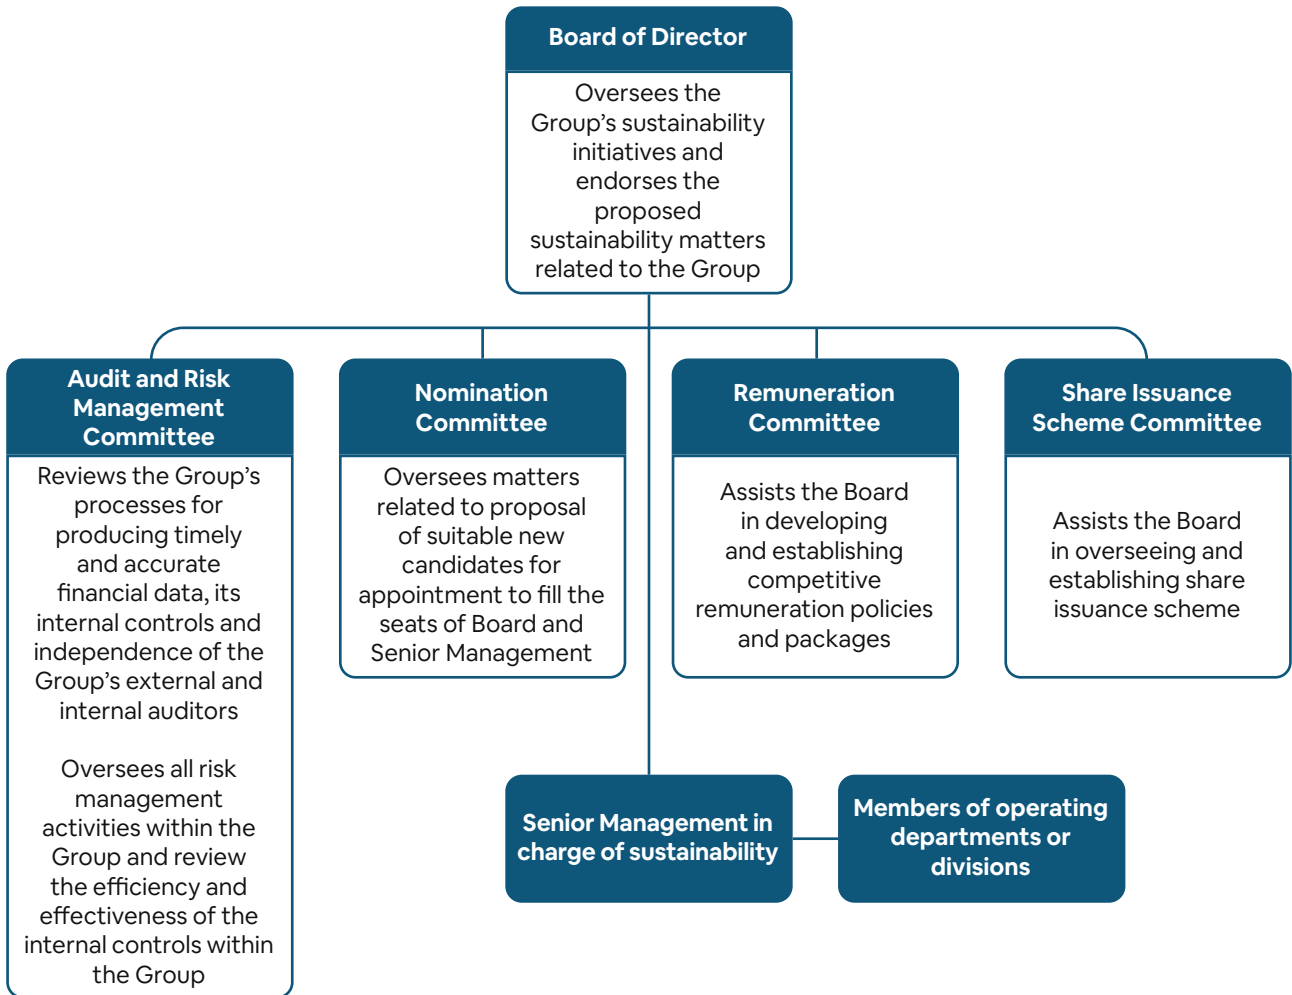 Board of Director
Oversees the
Group’s sustainability
initiatives and
endorses the
proposed
sustainability matters
related to the Group
Audit and Risk
Management
Committee
Reviews the Group’s
processes for
producing timely
and accurate
financial data, its
internal controls and
independence of the
Group’s external and
internal auditors
Oversees all risk
management
activities within the
Group and review
the efficiency and
effectiveness of the
internal controls within
the Group
Nomination
Committee
Oversees matters
related to proposal
of suitable new
candidates for
appointment to fill the
seats of Board and
Senior Management
Remuneration
Committee
Assists the Board
in developing
and establishing
competitive
remuneration policies
and packages
Share Issuance
Scheme Committee
Assists the Board
in overseeing and
establishing share
issuance scheme
Senior Management in
charge of sustainability
Members of operating
departments or
divisions